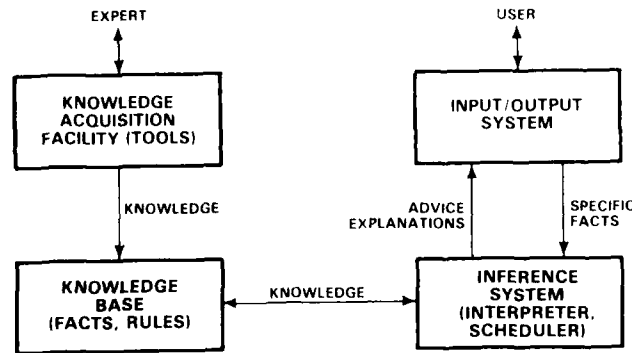 EXPERT
USER
KNOWLEDGE
ACQUISITION
FACILITY (TOOLS)
INPUT/OUTPUT
SYSTEM
KNOWLEDGE
ADVICE
EXPLANATIONS
SPECIFIC
FACTS
KNOWLEDGE
BASE
(FACTS, RULES)
KNOWLEDGE
INFERENCE
SYSTEM
(INTERPRETER,
SCHEDULER)